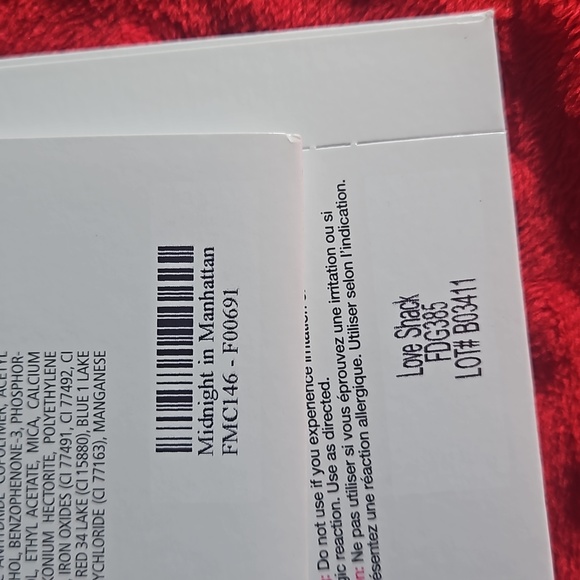 COPOLYMER, ACETYL
HOL, BENZOPHENONE-3, PHOSPHOR-
ETHYL ACETATE, MICA, CALCIUM
KONIUM HECTORITE, POLYETHYLENE
IRON OXIDES (CI 77491, CI 77492, CI
RED 34 LAKE (CI 15880), BLUE 1 LAKE
YCHLORIDE (CI 77163), MANGANESE
Midnight in Manhattan
FMC146 - F00691
Do not use if you experience
gic reaction. Use as directed.
n: Ne pas utiliser si vous éprouvez une irritation ou si
ésentez une réaction allergique. Utiliser selon l'indication.
Love Shack
FDG385
LOT# B03411